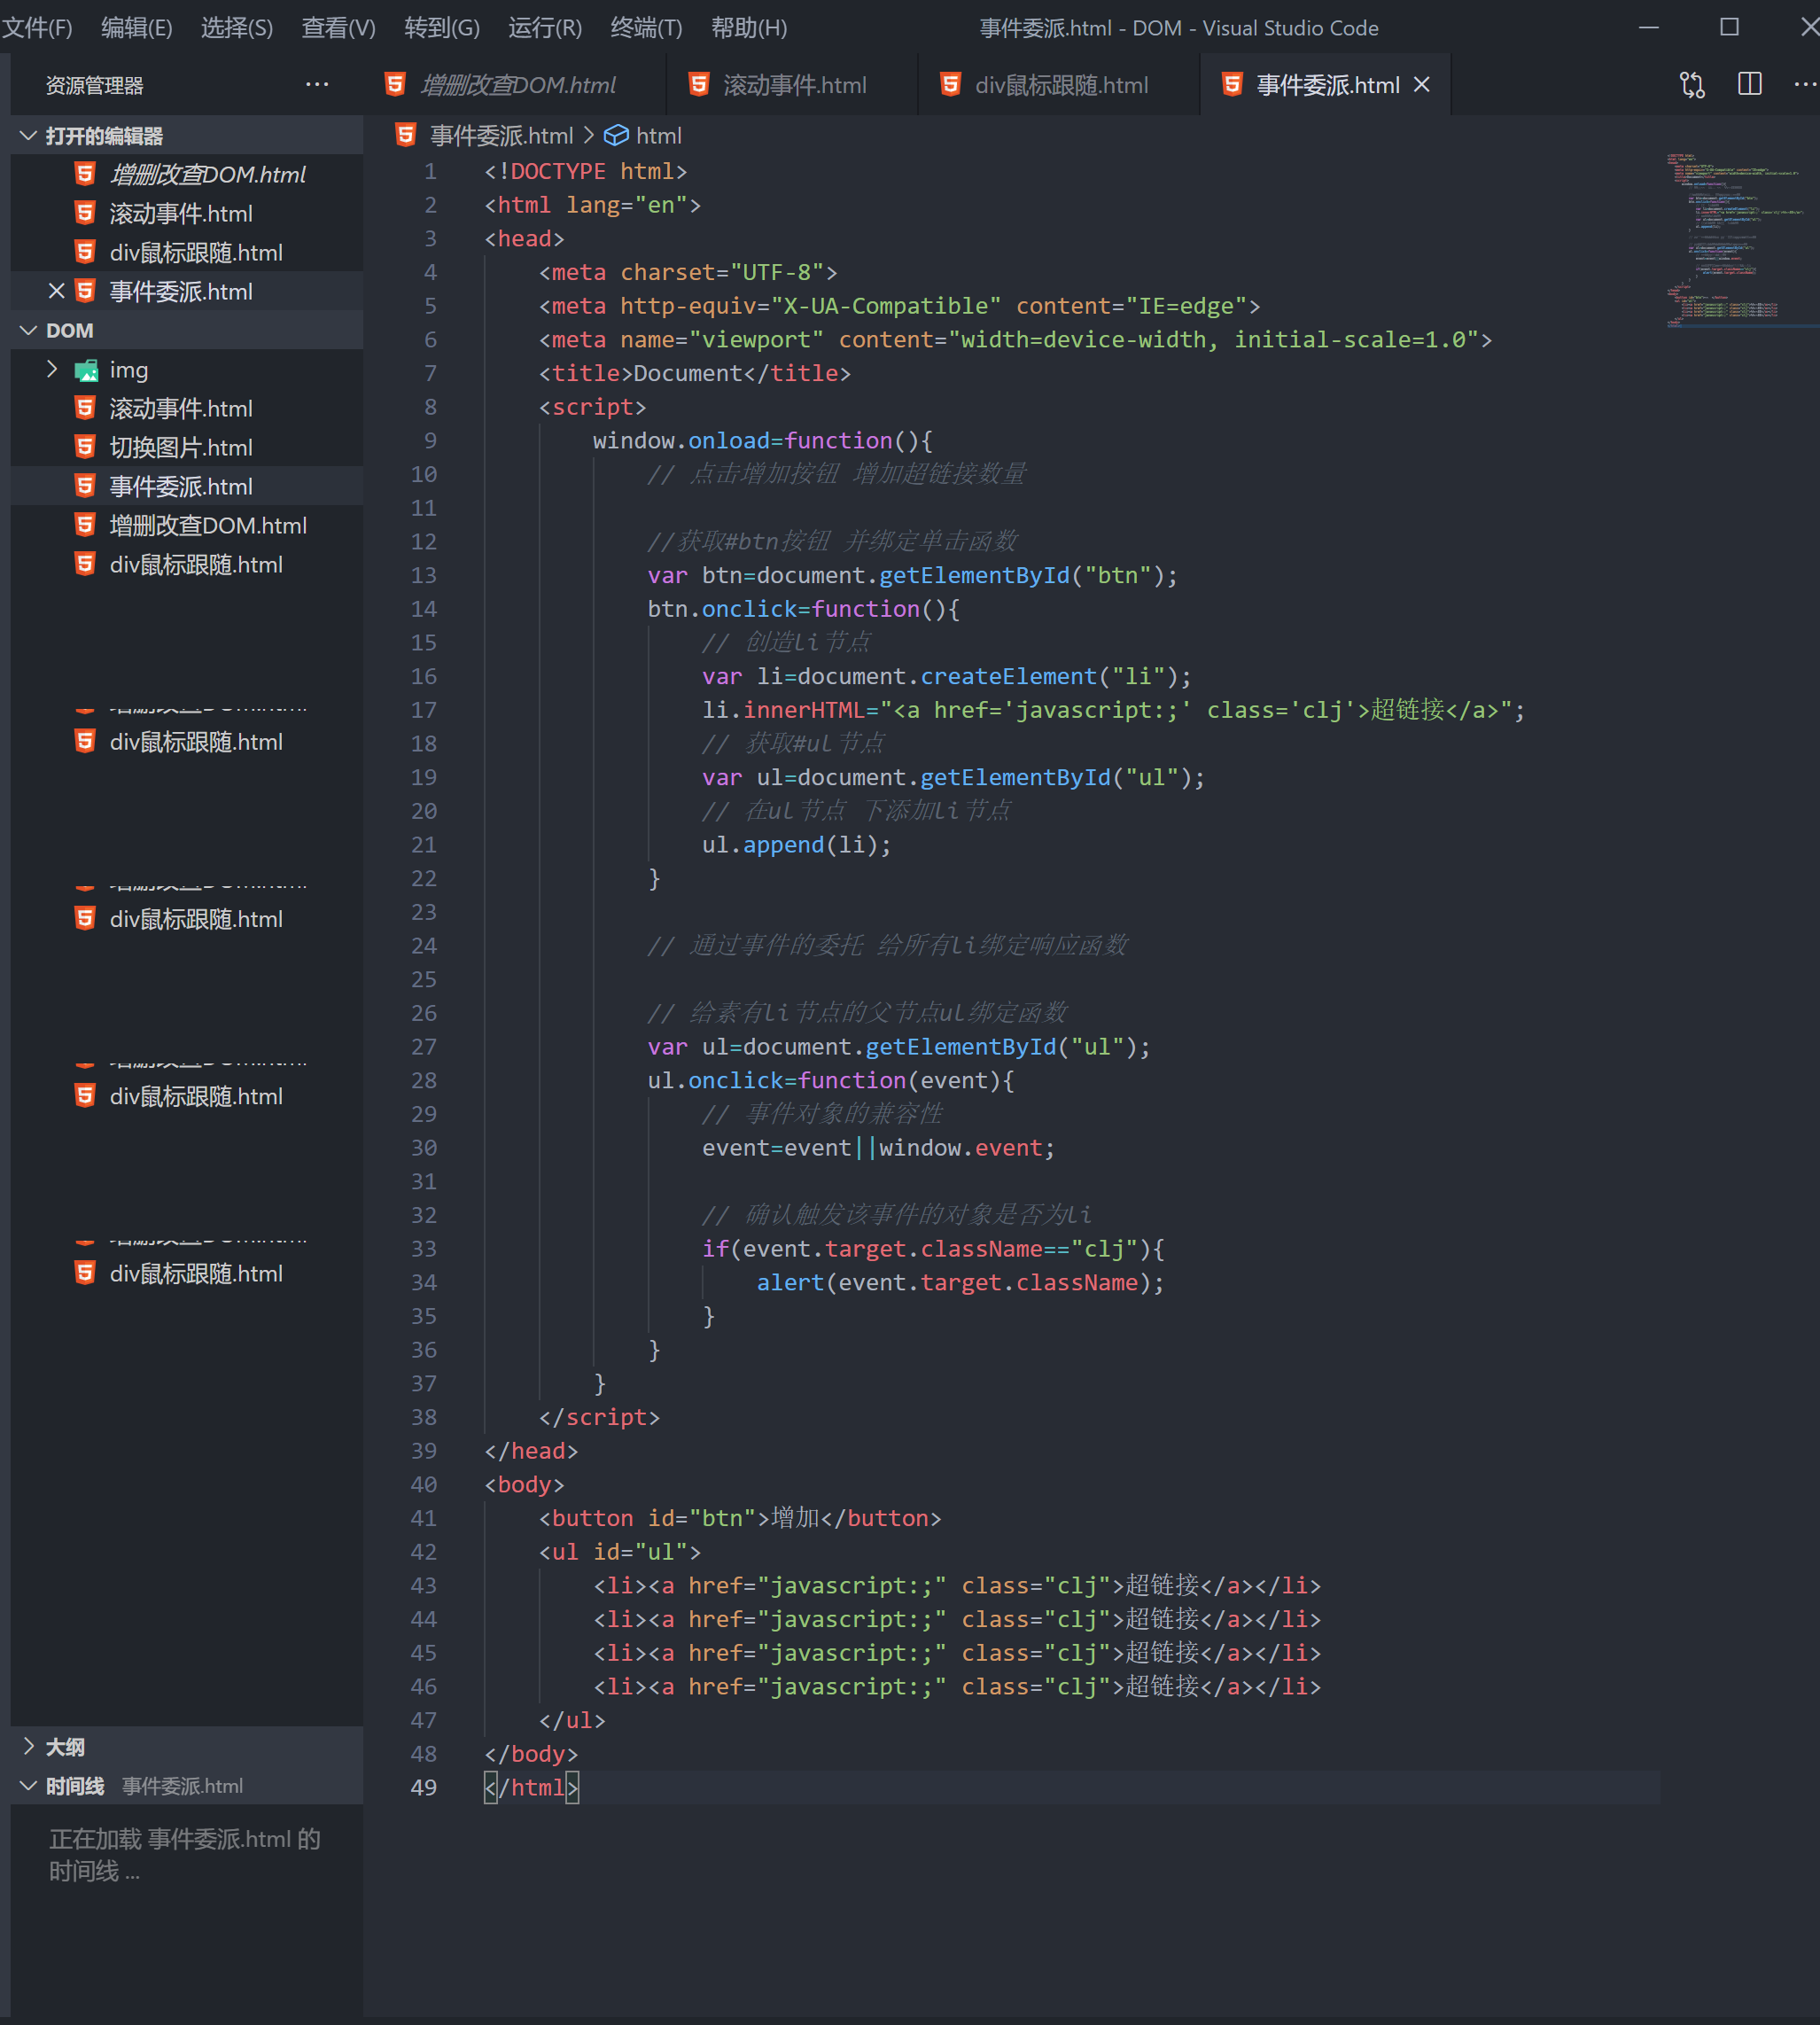 文件(F) 编辑(E) 选择(S) 查看(V) 转到(G) 运行(R) 终端(T) 帮助(H) 事件委派.html - DOM - Visual Studio Code
资源管理器
增删改查DOM.html 滚动事件.html div鼠标跟随.html 事件委派.html
打开的编辑器
增删改查DOM.html
滚动事件.html
div鼠标跟随.html
事件委派.html
DOM
img
滚动事件.html
切换图片.html
事件委派.html
增删改查DOM.html
div鼠标跟随.html
div鼠标跟随.html
div鼠标跟随.html
div鼠标跟随.html
div鼠标跟随.html
大纲
时间线 事件委派.html
正在加载 事件委派.html 的
时间线 ...
事件委派.html > html
1 <!DOCTYPE html>
2 <html lang="en">
3 <head>
4     <meta charset="UTF-8">
5     <meta http-equiv="X-UA-Compatible" content="IE=edge">
6     <meta name="viewport" content="width=device-width, initial-scale=1.0">
7     <title>Document</title>
8     <script>
9         window.onload=function(){
10             // 点击增加按钮 增加超链接数量
11
12             //获取#btn按钮 并绑定单击函数
13             var btn=document.getElementById("btn");
14             btn.onclick=function(){
15                 // 创造li节点
16                 var li=document.createElement("li");
17                 li.innerHTML="<a href='javascript:;' class='clj'>超链接</a>";
18                 // 获取#ul节点
19                 var ul=document.getElementById("ul");
20                 // 在ul节点 下添加li节点
21                 ul.append(li);
22             }
23
24             // 通过事件的委托 给所有li绑定响应函数
25
26             // 给素有li节点的父节点ul绑定函数
27             var ul=document.getElementById("ul");
28             ul.onclick=function(event){
29                 // 事件对象的兼容性
30                 event=event||window.event;
31
32                 // 确认触发该事件的对象是否为li
33                 if(event.target.className=="clj"){
34                     alert(event.target.className);
35                 }
36             }
37         }
38     </script>
39 </head>
40 <body>
41     <button id="btn">增加</button>
42     <ul id="ul">
43         <li><a href="javascript:;" class="clj">超链接</a></li>
44         <li><a href="javascript:;" class="clj">超链接</a></li>
45         <li><a href="javascript:;" class="clj">超链接</a></li>
46         <li><a href="javascript:;" class="clj">超链接</a></li>
47     </ul>
48 </body>
49 </html>